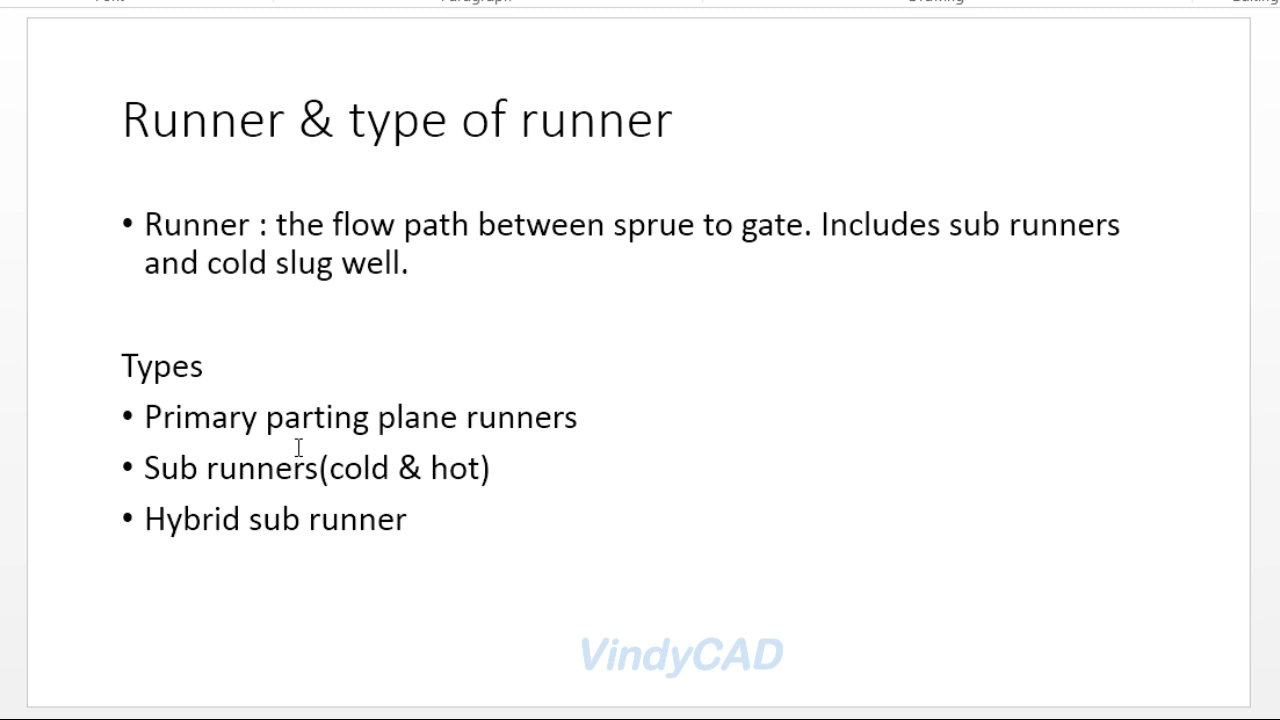 Runner & type of runner
• Runner : the flow path between sprue to gate. Includes sub runners
and cold slug well.
Types
• Primary parting plane runners
• Sub runners(cold & hot)
• Hybrid sub runner
VindyCAD